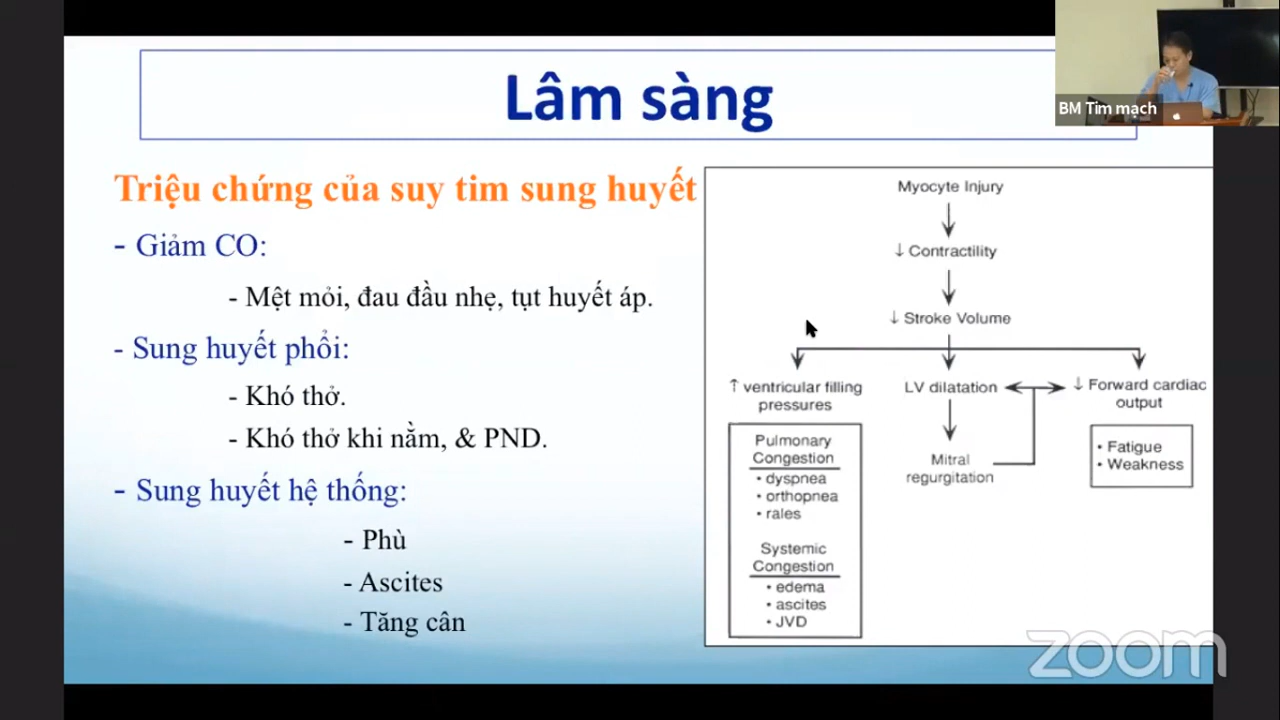 Lâm sàng
BM Tim mạch
Triệu chứng của suy tim sung huyết
- Giảm CO:
- Mệt mỏi, đau đầu nhẹ, tụt huyết áp.
- Sung huyết phổi:
- Khó thở.
- Khó thở khi nằm, & PND.
- Sung huyết hệ thống:
- Phù
- Ascites
- Tăng cân
Myocyte Injury
↓ Contractility
↓ Stroke Volume
↑ ventricular filling
pressures
LV dilatation
↓ Forward cardiac
output
Pulmonary
Congestion
• dyspnea
• orthopnea
• rales
Systemic
Congestion
• edema
• ascites
• JVD
Mitral
regurgitation
• Fatigue
• Weakness
zoom